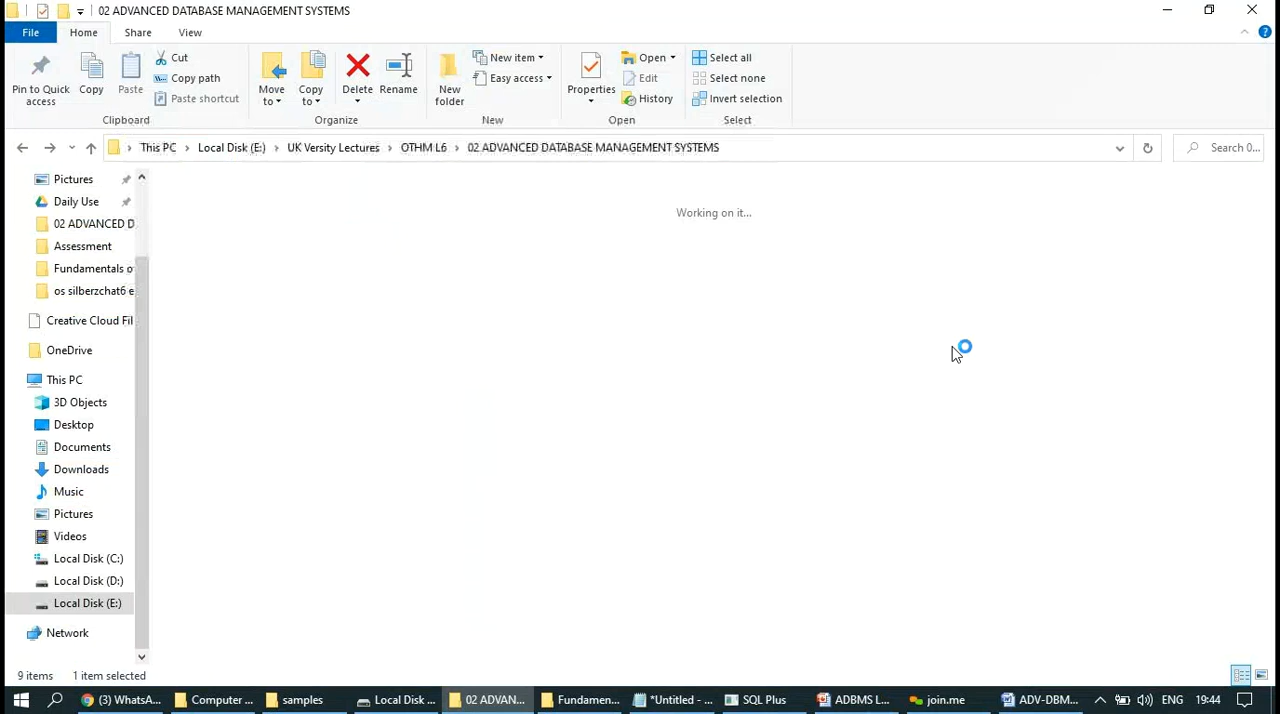 02 ADVANCED DATABASE MANAGEMENT SYSTEMS
File Home Share View
Pin to Quick access
Copy
Paste
Cut
Copy path
Paste shortcut
Clipboard
Move to
Copy to
Delete
Rename
Organize
New folder
New item
Easy access
New
Properties
Open
Edit
History
Open
Select all
Select none
Invert selection
Select
This PC > Local Disk (E:) > UK Versity Lectures > OTHM L6 > 02 ADVANCED DATABASE MANAGEMENT SYSTEMS
Search 0...
Working on it...
Pictures
Daily Use
02 ADVANCED D
Assessment
Fundamentals of
os silberzchat6 e
Creative Cloud Fil
OneDrive
This PC
3D Objects
Desktop
Documents
Downloads
Music
Pictures
Videos
Local Disk (C:)
Local Disk (D:)
Local Disk (E:)
Network
9 items 1 item selected
(3) WhatsA... Computer ... samples Local Disk ... 02 ADVAN... Fundamen... *Untitled - ... SQL Plus ADBMS L... join.me ADV-DBM... ENG 19:44